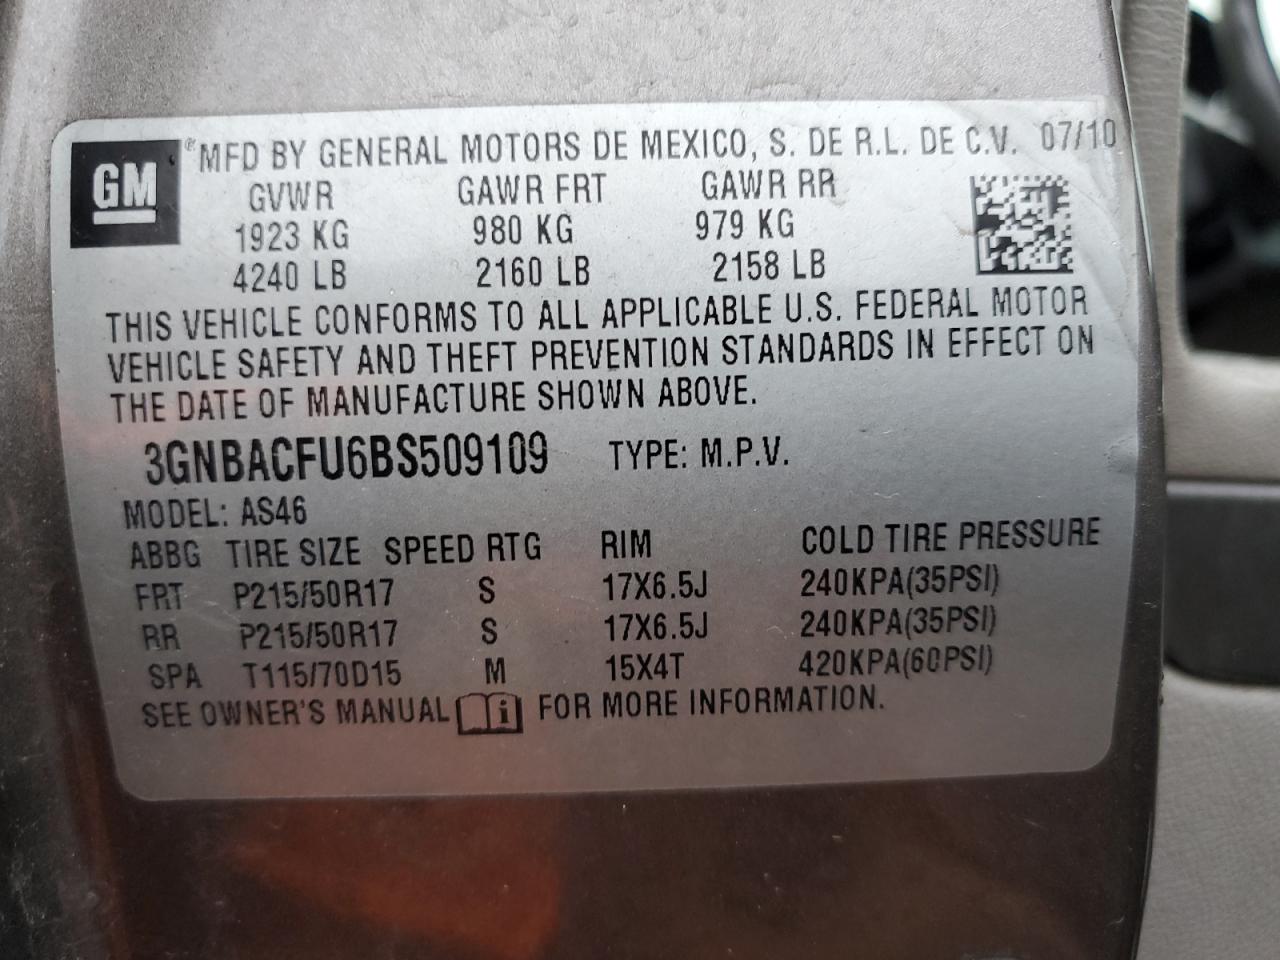 GM
® MFD BY GENERAL MOTORS DE MEXICO, S. DE R.L. DE C.V. 07/10
GVWR GAWR FRT GAWR RR
1923 KG 980 KG 979 KG
4240 LB 2160 LB 2158 LB
THIS VEHICLE CONFORMS TO ALL APPLICABLE U.S. FEDERAL MOTOR
VEHICLE SAFETY AND THEFT PREVENTION STANDARDS IN EFFECT ON
THE DATE OF MANUFACTURE SHOWN ABOVE.
3GNBACFU6BS509109 TYPE: M.P.V.
MODEL: AS46
ABBG TIRE SIZE SPEED RTG RIM COLD TIRE PRESSURE
FRT P215/50R17 S 17X6.5J 240KPA(35PSI)
RR P215/50R17 S 17X6.5J 240KPA(35PSI)
SPA T115/70D15 M 15X4T 420KPA(60PSI)
SEE OWNER'S MANUAL i FOR MORE INFORMATION.